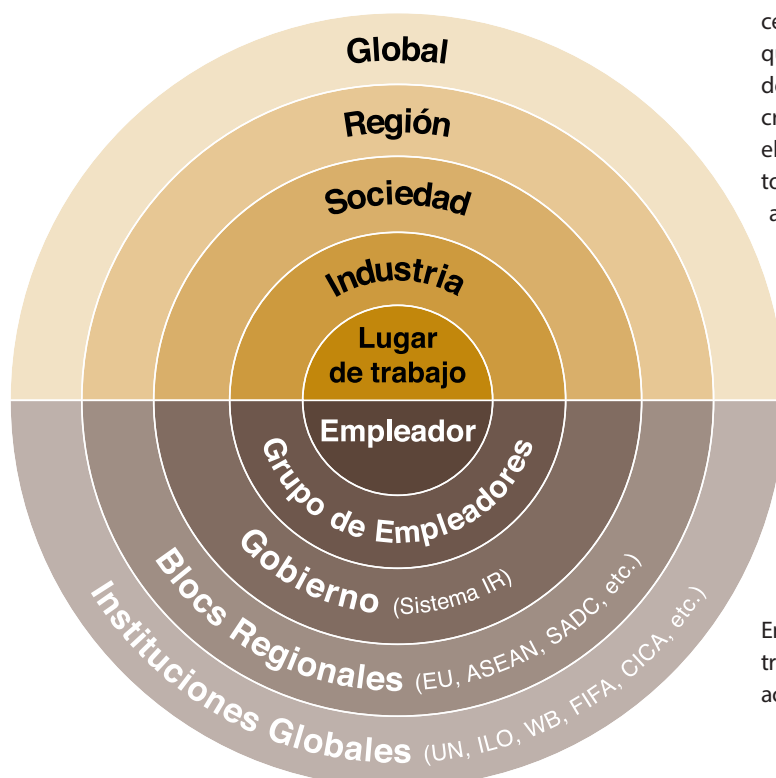 Global
Región
Sociedad
Industria
Lugar
de trabajo
Empleador
Grupo de Empleadores
Gobierno (Sistema IR)
Blocs Regionales (EU, ASEAN, SADC, etc.)
Instituciones Globales (UN, ILO, WB, FIFA, CICA, etc.)